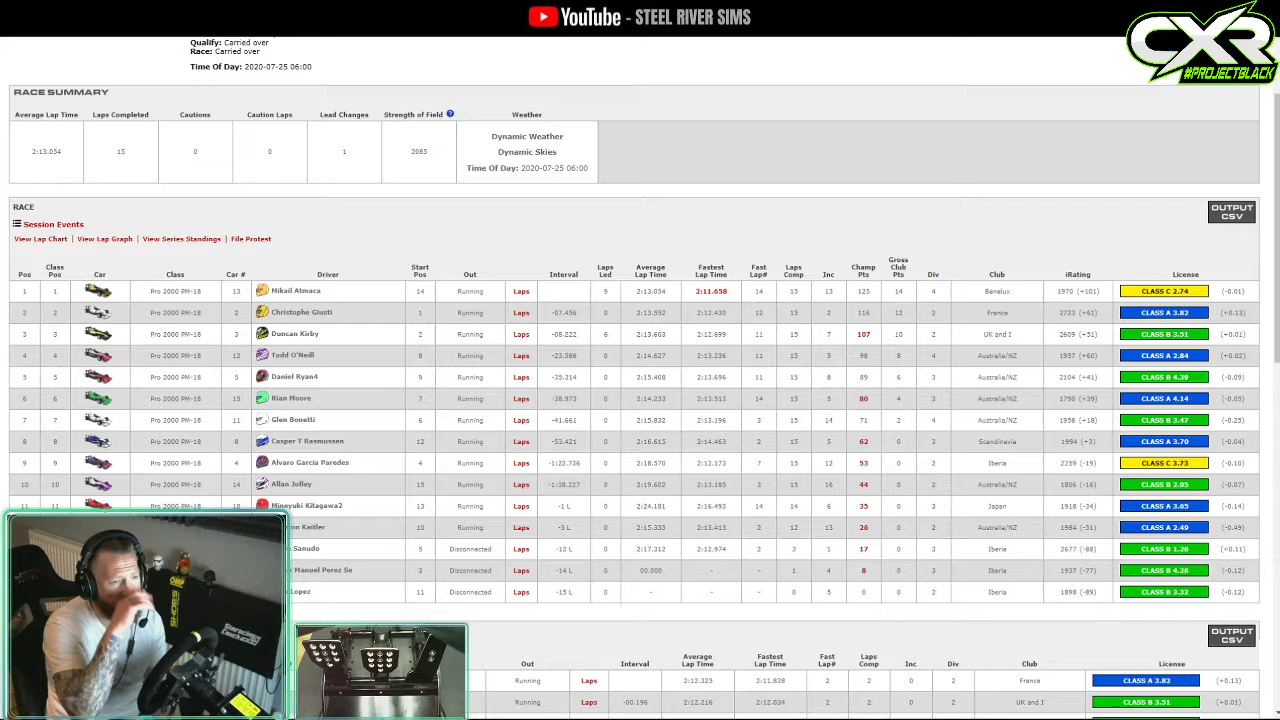 YouTube - STEEL RIVER SIMS
CXR
#PROJECTBLACK
Qualify: Carried over
Race: Carried over
Time Of Day: 2020-07-25 06:00
RACE SUMMARY
Average Lap Time Laps Completed Cautions Caution Laps Lead Changes Strength of Field Weather
2:13.054 15 0 0 1 2085 Dynamic Weather
Dynamic Skies
Time Of Day: 2020-07-25 06:00
RACE
OUTPUT CSV
Session Events
View Lap Chart | View Lap Graph | View Series Standings | File Protest
Pos Class Pos Car Class Car # Driver Start Pos Out Interval Laps Led Average Lap Time Fastest Lap Time Fast Lap# Laps Comp Inc Champ Pts Gross Club Pts Div Club iRating License
1 1 Pro 2000 PM-18 13 Mikail Atmaca 14 Running Laps 9 2:13.054 2:11.658 14 15 13 125 14 4 Benelux 1970 (+101) CLASS C 2.74 (-0.01)
2 2 Pro 2000 PM-18 2 Christophe Giusti 1 Running Laps -07.456 0 2:13.552 2:12.430 12 15 2 116 12 2 France 2723 (+61) CLASS A 3.82 (+0.13)
3 3 Pro 2000 PM-18 3 Duncan Kirby 2 Running Laps -08.222 6 2:13.603 2:12.699 11 15 7 107 10 2 UK and I 2609 (+51) CLASS B 3.51 (+0.01)
4 4 Pro 2000 PM-18 12 Todd O'Neill 8 Running Laps -23.586 0 2:14.627 2:13.236 11 15 5 98 8 4 Australia/NZ 1957 (+60) CLASS A 2.84 (+0.02)
5 5 Pro 2000 PM-18 5 Daniel Ryan4 9 Running Laps -35.314 0 2:15.408 2:13.696 11 15 8 89 6 3 Australia/NZ 2104 (+41) CLASS B 4.39 (-0.09)
6 6 Pro 2000 PM-18 15 Rian Moore 7 Running Laps -38.973 0 2:14.233 2:13.513 14 15 5 80 4 3 Australia/NZ 1790 (+39) CLASS A 4.14 (-0.05)
7 7 Pro 2000 PM-18 7 Glen Bonetti 6 Running Laps -41.661 0 2:15.832 2:13.196 3 15 14 71 2 4 Australia/NZ 1958 (+18) CLASS B 3.47 (-0.25)
8 8 Pro 2000 PM-18 8 Casper T Rasmussen 12 Running Laps -53.421 0 2:16.615 2:14.463 2 15 5 62 0 3 Scandinavia 1994 (+3) CLASS A 3.70 (-0.04)
9 9 Pro 2000 PM-18 4 Alvaro Garcia Paredes 4 Running Laps -1:22.736 0 2:18.570 2:12.173 7 15 12 53 0 2 Iberia 2259 (-19) CLASS C 3.73 (-0.10)
10 10 Pro 2000 PM-18 14 Allan Jolley 15 Running Laps -1:38.227 0 2:19.602 2:13.185 3 15 16 44 0 2 Australia/NZ 1806 (-16) CLASS B 2.05 (-0.07)
11 11 Pro 2000 PM-18 10 Mineyuki Kitagawa2 13 Running Laps -1 L 0 2:24.181 2:16.493 14 14 6 35 0 3 Japan 1918 (-34) CLASS A 3.65 (-0.14)
Kaitler 10 Running Laps -3 L 0 2:15.335 2:13.413 2 12 13 26 0 3 Australia/NZ 1984 (-51) CLASS A 2.49 (-0.49)
Sanudo 5 Disconnected Laps -12 L 0 2:17.312 2:12.974 2 3 1 17 0 3 Iberia 2677 (-88) CLASS B 1.26 (+0.11)
Manuel Perez Se 3 Disconnected Laps -14 L 0 00.000 - - 1 4 8 0 3 Iberia 1937 (-77) CLASS B 4.26 (-0.12)
Lopez 11 Disconnected Laps -15 L 0 - - - 0 5 0 0 2 Iberia 1898 (-89) CLASS B 3.32 (-0.12)
OUTPUT CSV
Out Interval Average Lap Time Fastest Lap Time Fast Lap# Laps Comp Inc Div Club License
Running Laps 2:12.325 2:11.838 2 2 0 2 France CLASS A 3.82 (+0.13)
Running Laps -00.196 2:12.216 2:12.034 2 2 0 2 UK and I CLASS B 3.51 (+0.01)